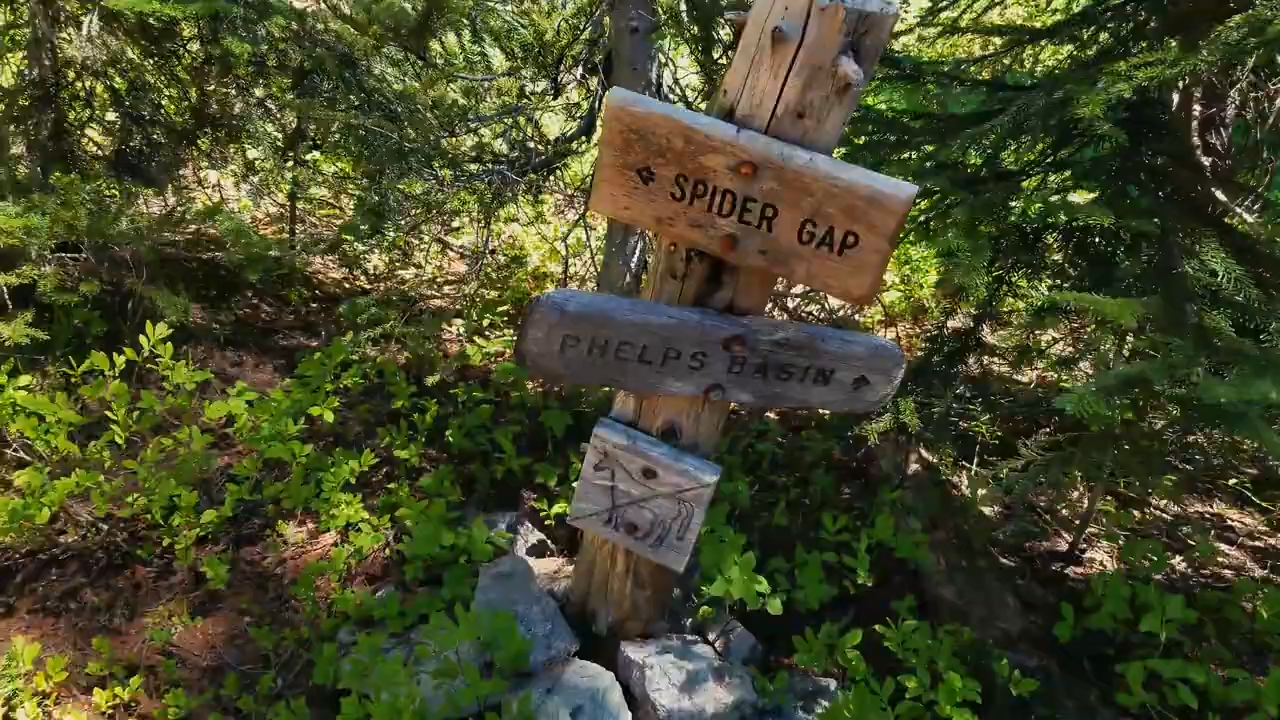 ← SPIDER GAP
PHELPS BASIN →